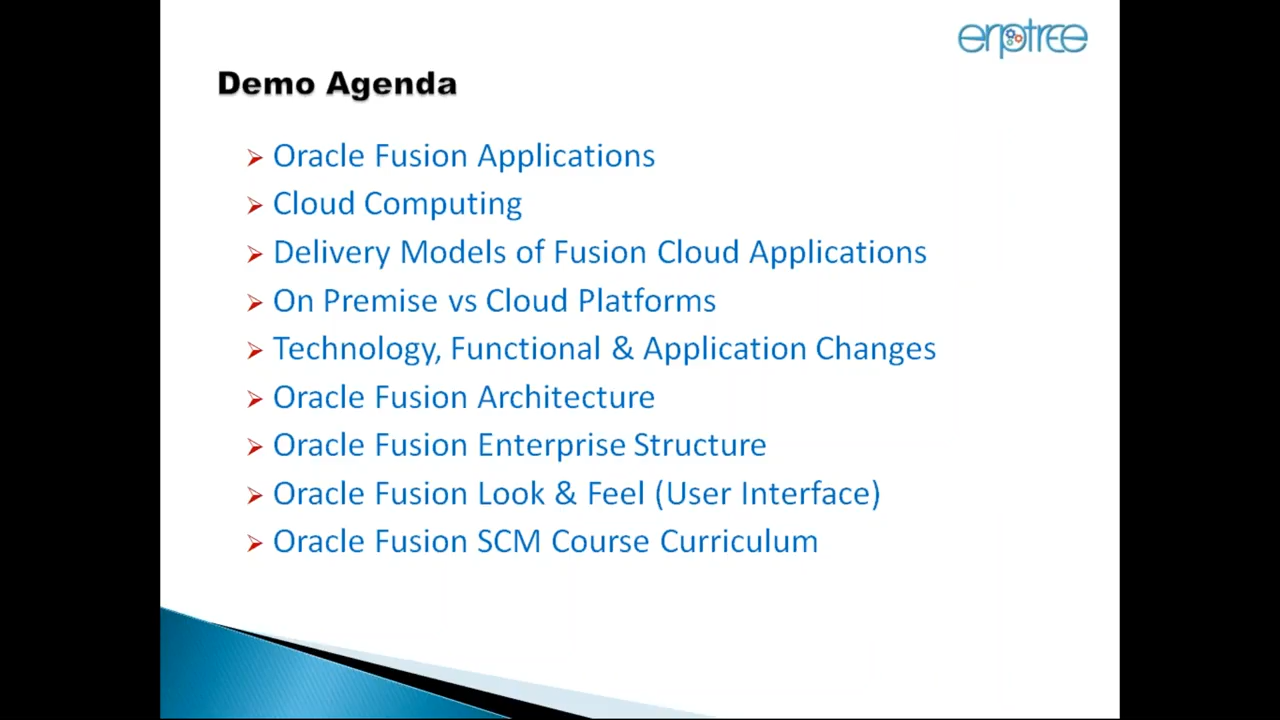 erptree
Demo Agenda
Oracle Fusion Applications
Cloud Computing
Delivery Models of Fusion Cloud Applications
On Premise vs Cloud Platforms
Technology, Functional & Application Changes
Oracle Fusion Architecture
Oracle Fusion Enterprise Structure
Oracle Fusion Look & Feel (User Interface)
Oracle Fusion SCM Course Curriculum